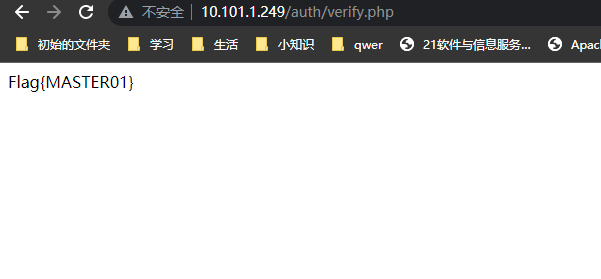 不安全 10.101.1.249/auth/verify.php
初始的文件夹 学习 生活 小知识 qwer 21软件与信息服务... Apac
Flag{MASTER01}